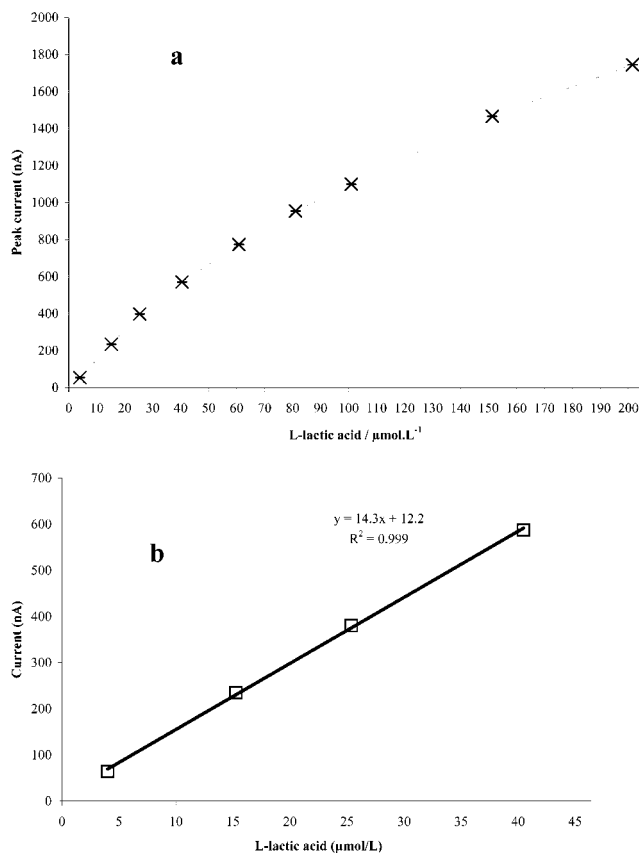 2000
1800
1600
1400
1200
1000
800
600
400
200
0
a
Peak current (nA)
0 10 20 30 40 50 60 70 80 90 100 110 120 130 140 150 160 170 180 190 200
L-lactic acid / µmol.L⁻¹
700
600
500
400
300
200
100
0
b
y = 14.3x + 12.2
R² = 0.999
Current (nA)
0 5 10 15 20 25 30 35 40 45
L-lactic acid (µmol/L)